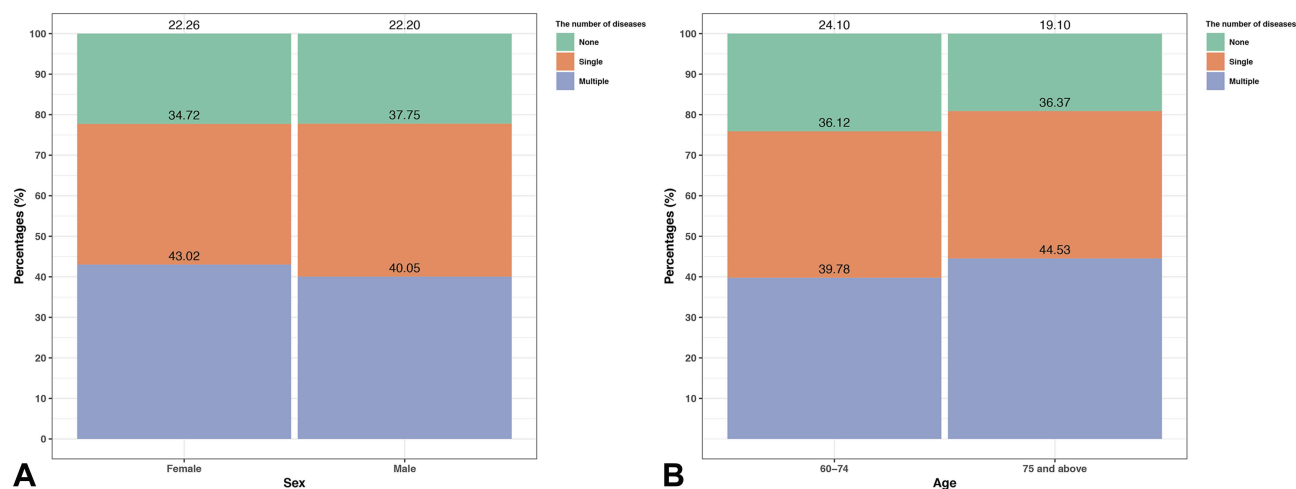 22.26
22.20
100
90
80
70
60
50
40
30
20
10
0
Percentages (%)
34.72
37.75
43.02
40.05
Female
Male
Sex
A
The number of diseases
None
Single
Multiple
24.10
19.10
100
90
80
70
60
50
40
30
20
10
Percentages (%)
36.12
36.37
39.78
44.53
60–74
75 and above
Age
B
The number of diseases
None
Single
Multiple